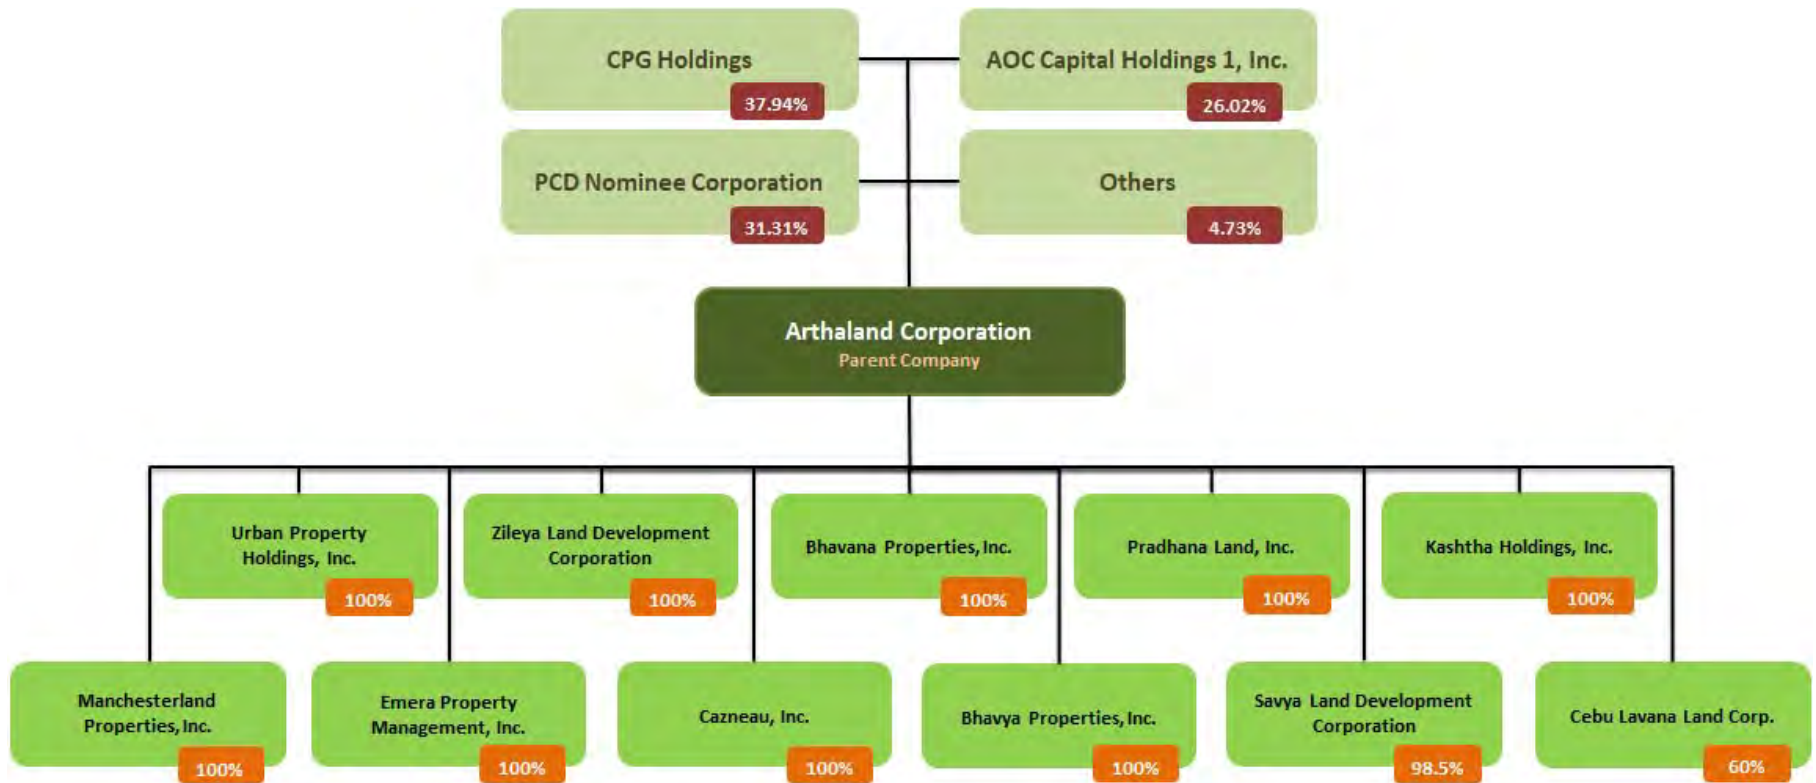 CPG Holdings
37.94%
AOC Capital Holdings 1, Inc.
26.02%
PCD Nominee Corporation
31.31%
Others
4.73%
Arthaland Corporation
Parent Company
Urban Property
Holdings, Inc.
100%
Zileya Land Development
Corporation
100%
Bhavana Properties, Inc.
100%
Pradhana Land, Inc.
100%
Kashtha Holdings, Inc.
100%
Manchesterland
Properties, Inc.
100%
Emera Property
Management, Inc.
100%
Cazneau, Inc.
100%
Bhavya Properties, Inc.
100%
Savya Land Development
Corporation
98.5%
Cebu Lavana Land Corp.
60%